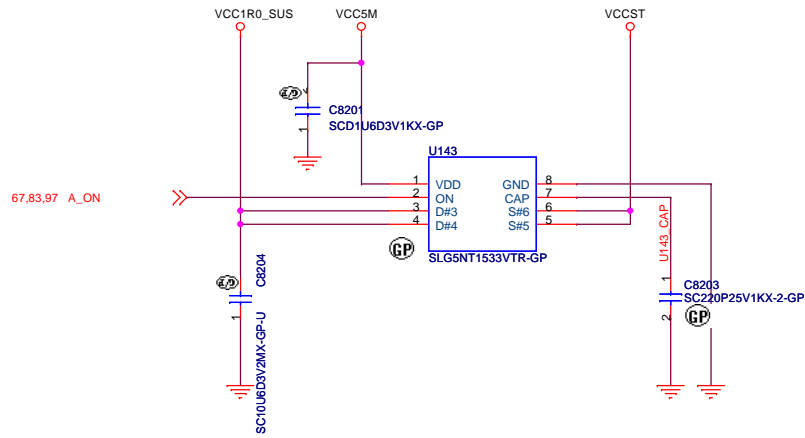 VCC1R0_SUS VCC5M VCCST
2
1
C8201
SCD1U6D3V1KX-GP
U143
67,83,97 A_ON
1 VDD GND 8
2 ON CAP 7
3 D#3 S#6 6
4 D#4 S#5 5
GP
SLG5NT1533VTR-GP
U143_CAP
1
C8204
SC10U6D3V2MX-GP-U
1
C8203
SC220P25V1KX-2-GP
2
GP